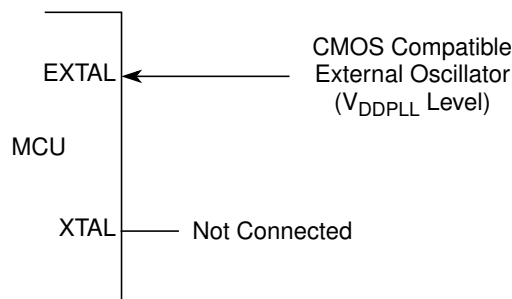 CMOS Compatible
External Oscillator
(VDDPLL Level)
EXTAL
MCU
XTAL
Not Connected